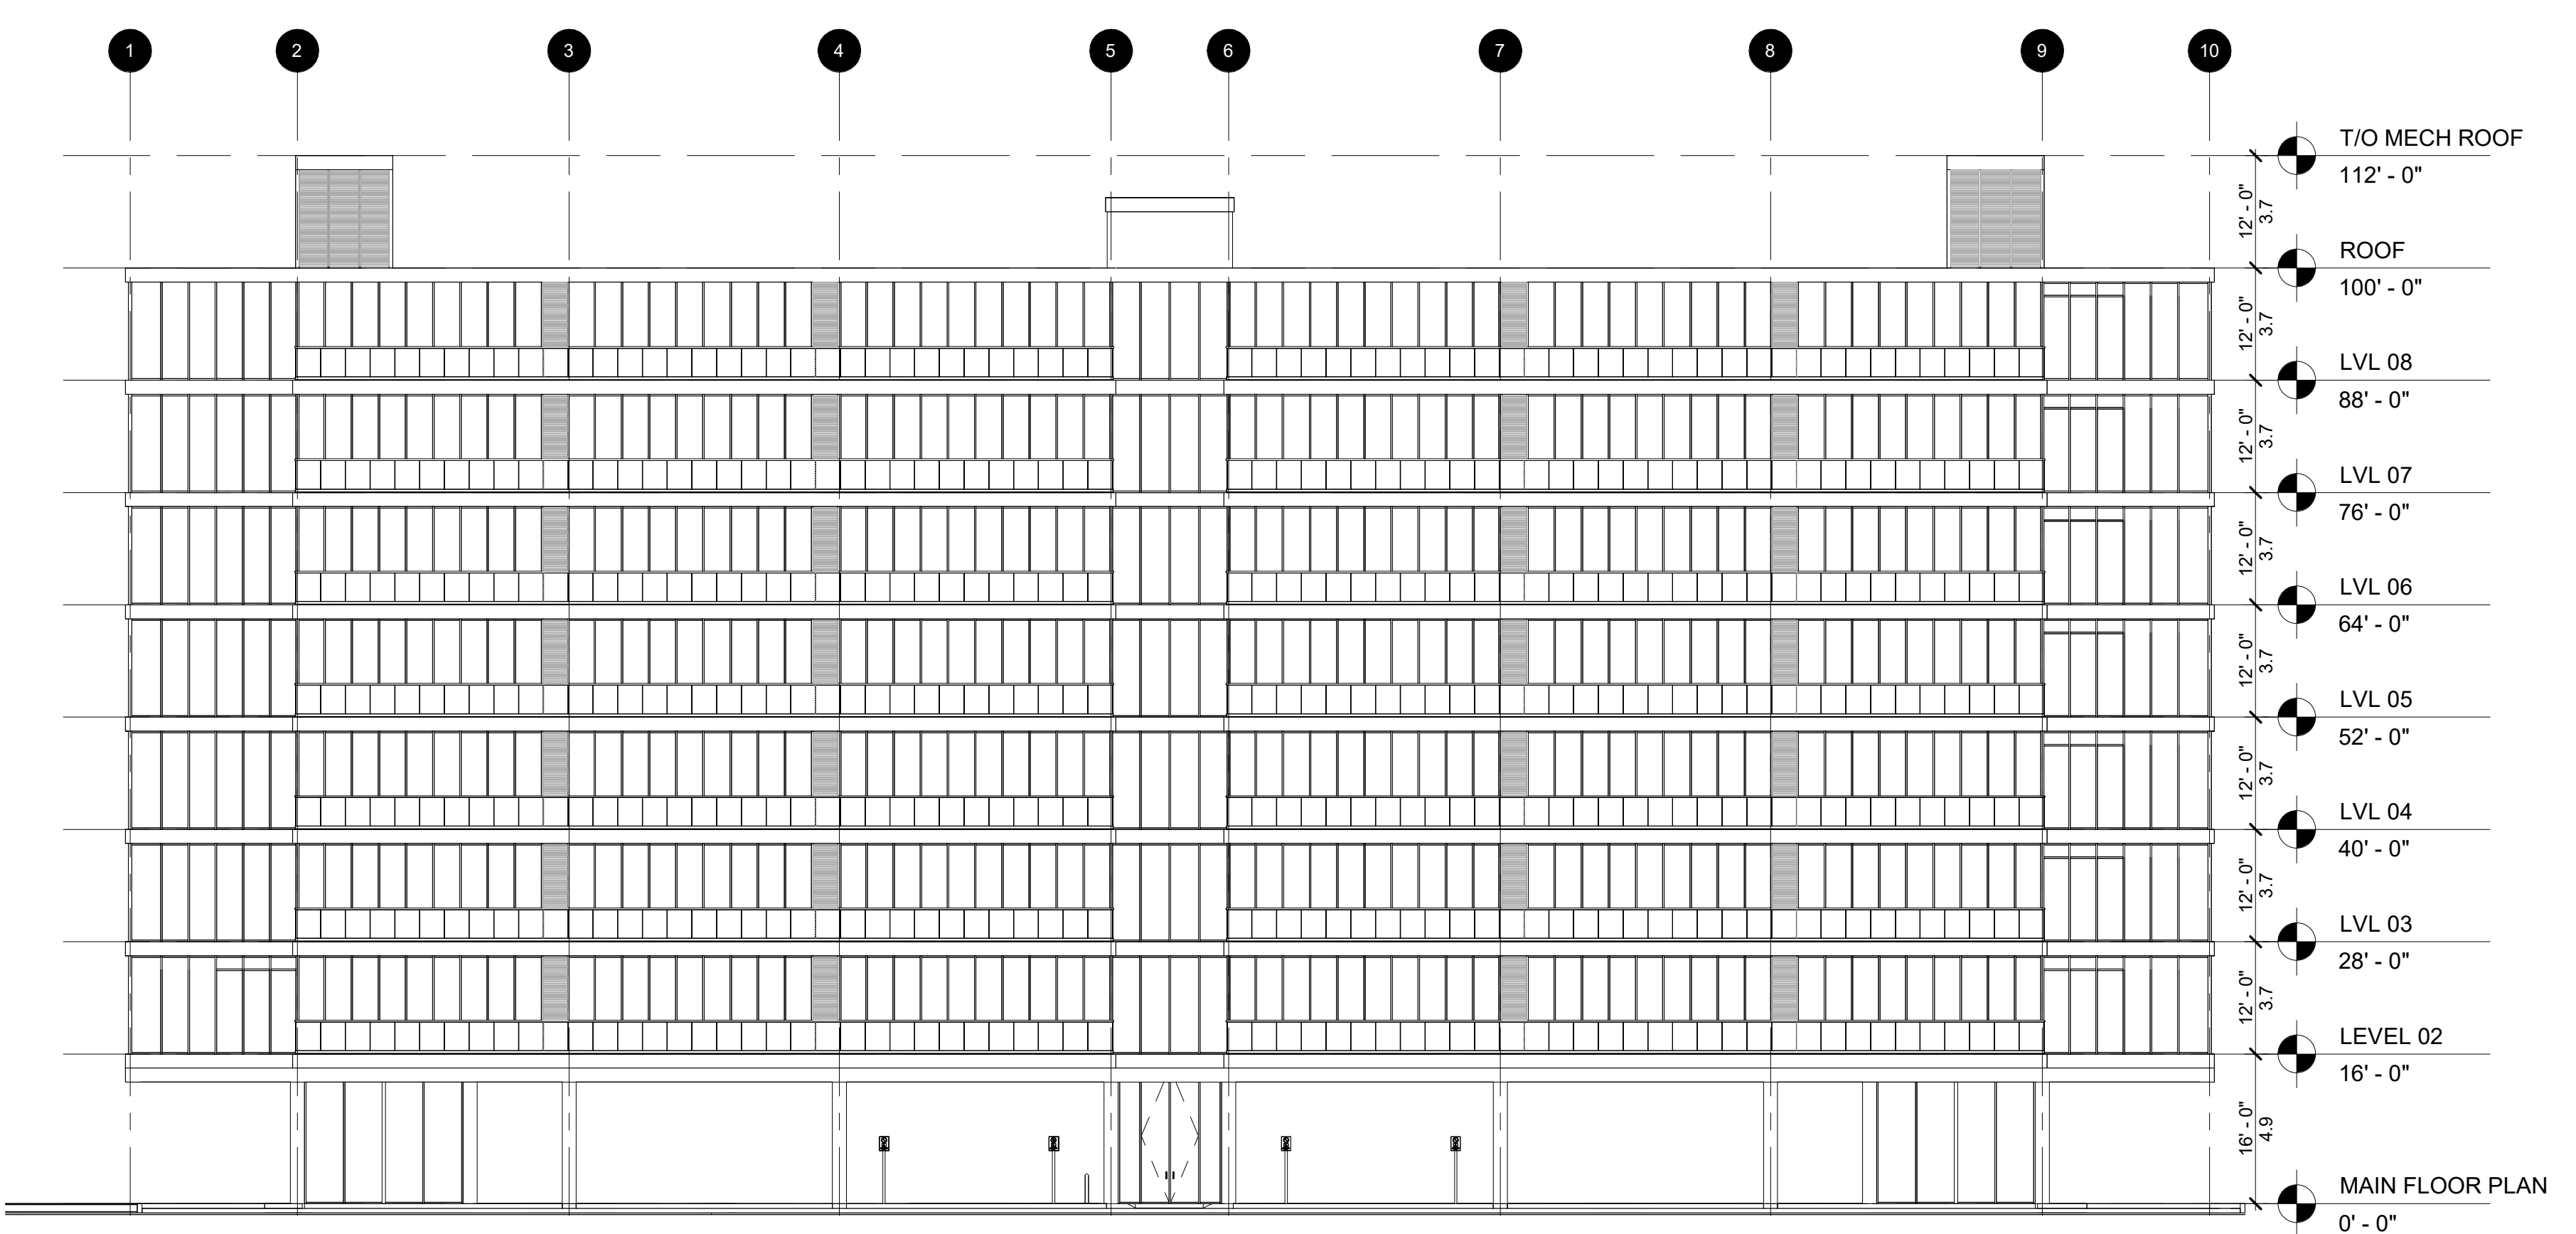 1 2 3 4 5 6 7 8 9 10
T/O MECH ROOF
112' - 0"
12' - 0"
3.7
ROOF
100' - 0"
12' - 0"
3.7
LVL 08
88' - 0"
12' - 0"
3.7
LVL 07
76' - 0"
12' - 0"
3.7
LVL 06
64' - 0"
12' - 0"
3.7
LVL 05
52' - 0"
12' - 0"
3.7
LVL 04
40' - 0"
12' - 0"
3.7
LVL 03
28' - 0"
12' - 0"
3.7
LEVEL 02
16' - 0"
16' - 0"
4.9
MAIN FLOOR PLAN
0' - 0"